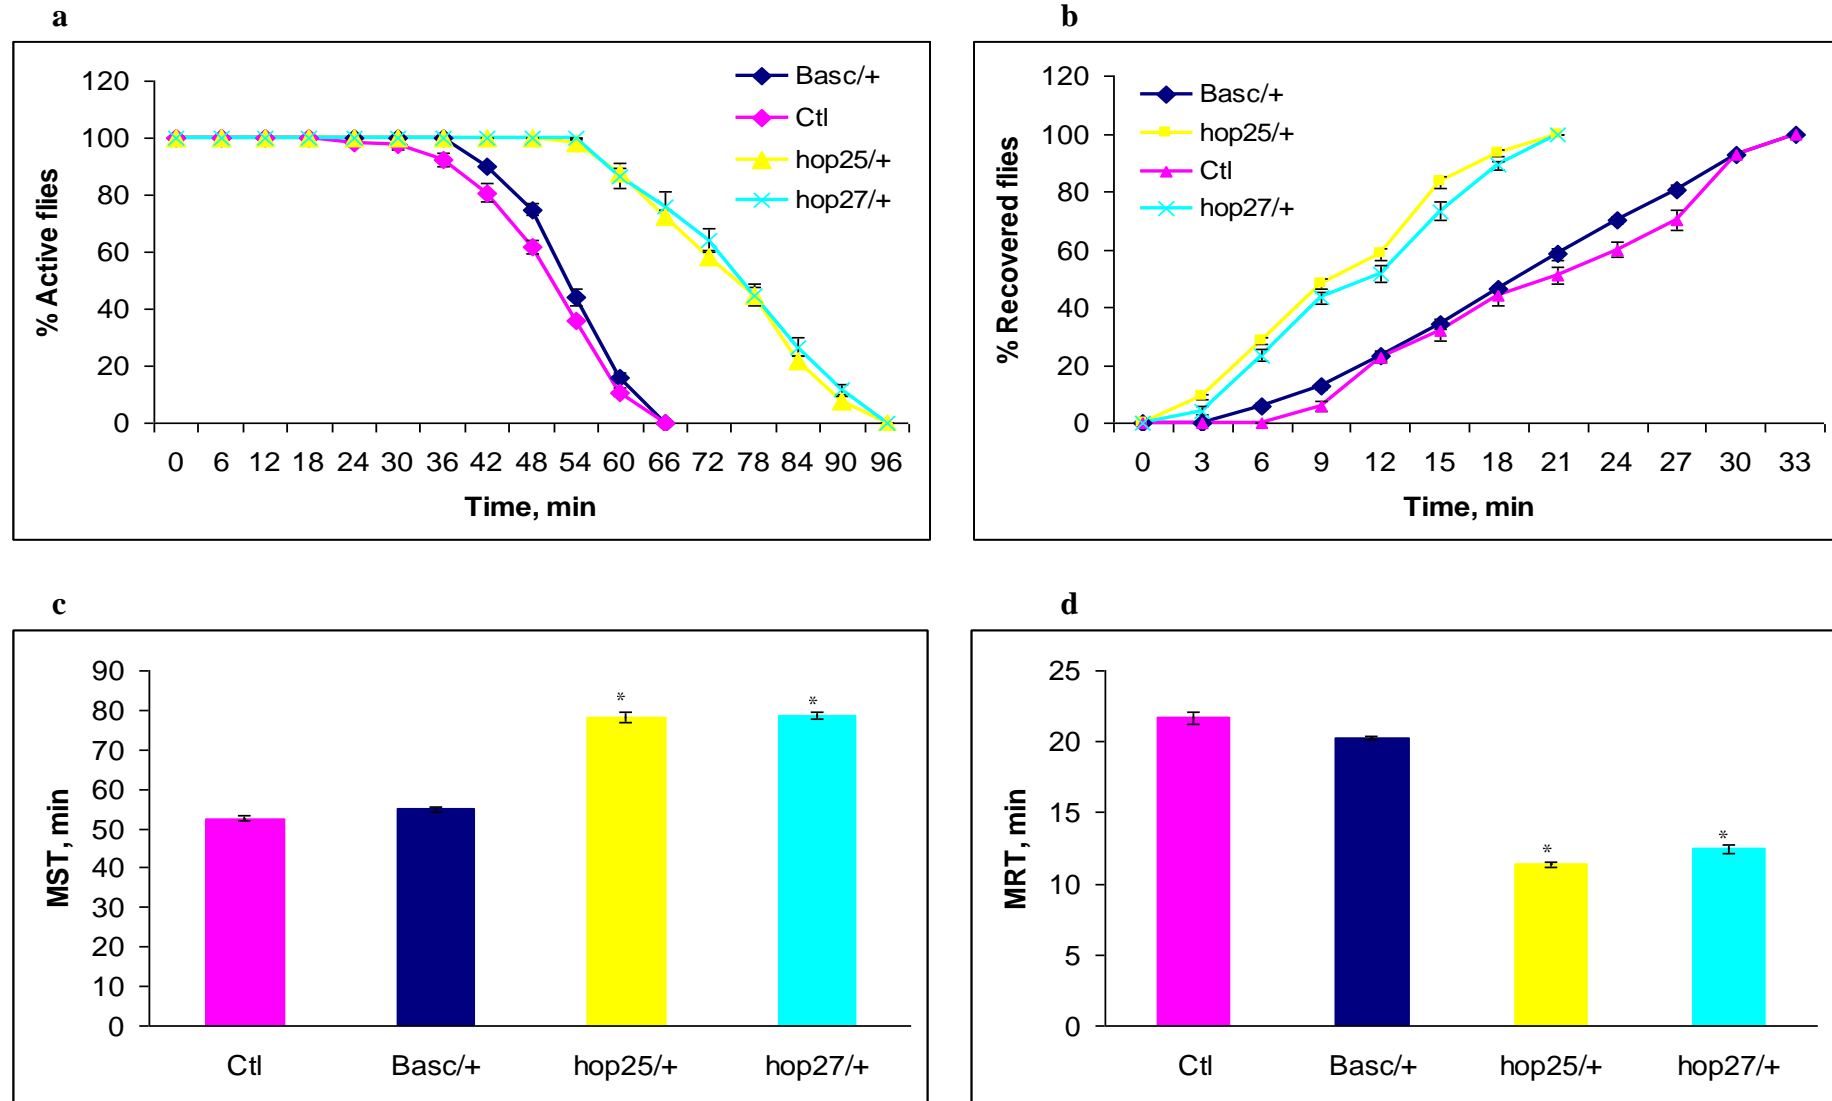 a
120
100
80
60
40
20
0
% Active flies
Basc/+
Ctl
hop25/+
hop27/+
0 6 12 18 24 30 36 42 48 54 60 66 72 78 84 90 96
Time, min
b
120
100
80
60
40
20
0
% Recovered flies
Basc/+
hop25/+
Ctl
hop27/+
0 3 6 9 12 15 18 21 24 27 30 33
Time, min
c
90
80
70
60
50
40
30
20
10
0
MST, min
* *
Ctl Basc/+ hop25/+ hop27/+
d
25
20
15
10
5
0
MRT, min
* *
Ctl Basc/+ hop25/+ hop27/+